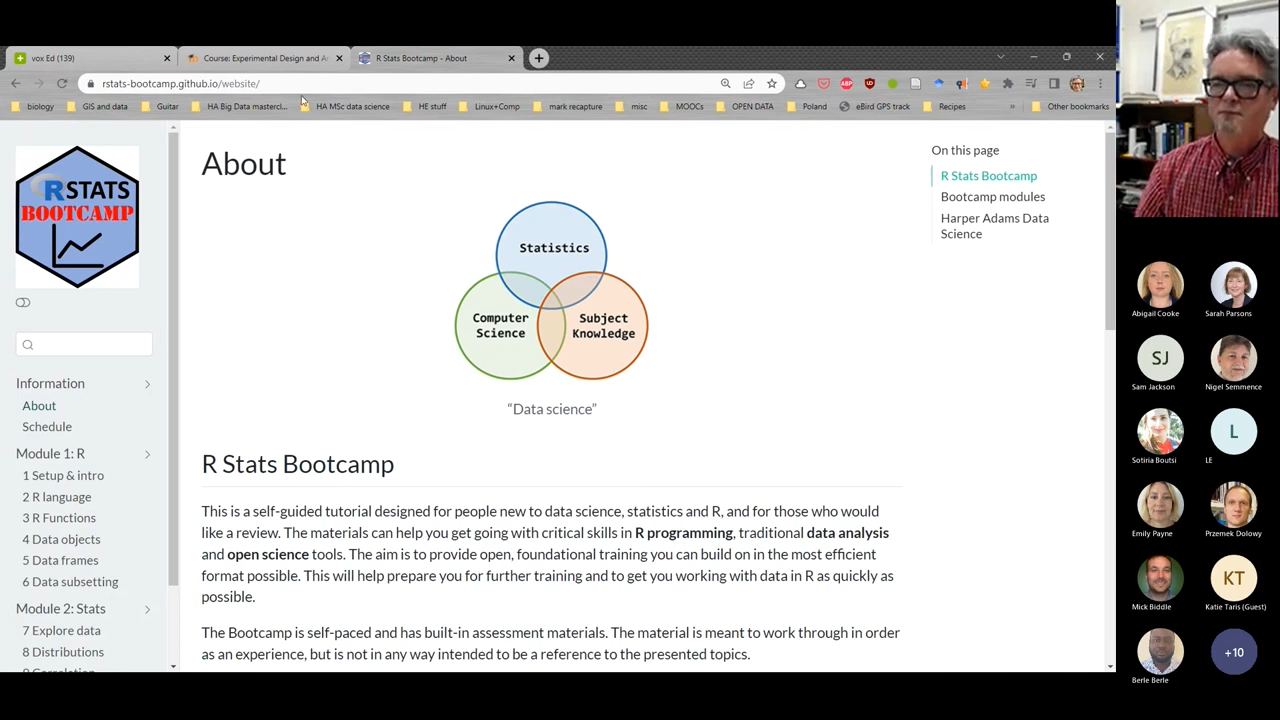 vox Ed (139)
Course: Experimental Design and A
R Stats Bootcamp - About
rstats-bootcamp.github.io/website/
biology
GIS and data
Guitar
HA Big Data mastercl...
HA MSc data science
HE stuff
Linux+Comp
mark recapture
misc
MOOCs
OPEN DATA
Poland
eBird GPS track
Recipes
»
Other bookmarks
RSTATS
BOOTCAMP
Information
About
Schedule
Module 1: R
1 Setup & intro
2 R language
3 R Functions
4 Data objects
5 Data frames
6 Data subsetting
Module 2: Stats
7 Explore data
8 Distributions
About
Statistics
Computer
Science
Subject
Knowledge
“Data science”
R Stats Bootcamp
This is a self-guided tutorial designed for people new to data science, statistics and R, and for those who would
like a review. The materials can help you get going with critical skills in R programming, traditional data analysis
and open science tools. The aim is to provide open, foundational training you can build on in the most efficient
format possible. This will help prepare you for further training and to get you working with data in R as quickly as
possible.
The Bootcamp is self-paced and has built-in assessment materials. The material is meant to work through in order
as an experience, but is not in any way intended to be a reference to the presented topics.
On this page
R Stats Bootcamp
Bootcamp modules
Harper Adams Data
Science
Abigail Cooke
Sarah Parsons
SJ
Sam Jackson
Nigel Semmence
Sotiria Boutsi
L
LE
Emily Payne
Przemek Dolowy
Mick Biddle
KT
Katie Taris (Guest)
Berle Berle
+10